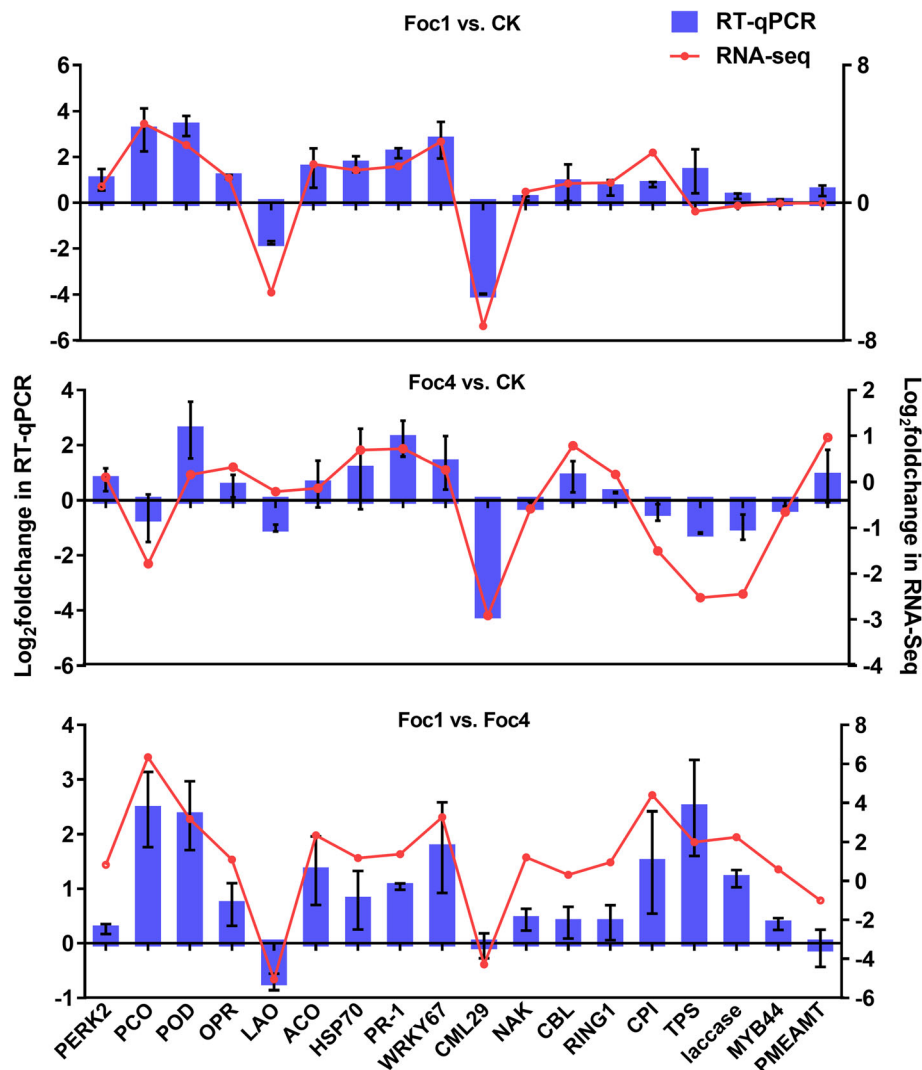 Foc1 vs. CK
RT-qPCR
RNA-seq
6
4
2
0
-2
-4
-6
8
0
-8
Log2foldchange in RT-qPCR
Foc4 vs. CK
4
2
0
-2
-4
-6
2
1
0
-1
-2
-3
-4
Log2foldchange in RNA-Seq
Foc1 vs. Foc4
4
3
2
1
0
-1
8
6
4
2
0
-2
-4
-6
PERK2
PCO
POD
OPR
LAO
ACO
HSP70
PR-1
WRKY67
CML29
NAK
CBL
RING1
CPI
TPS
laccase
MYB44
PMEAMT